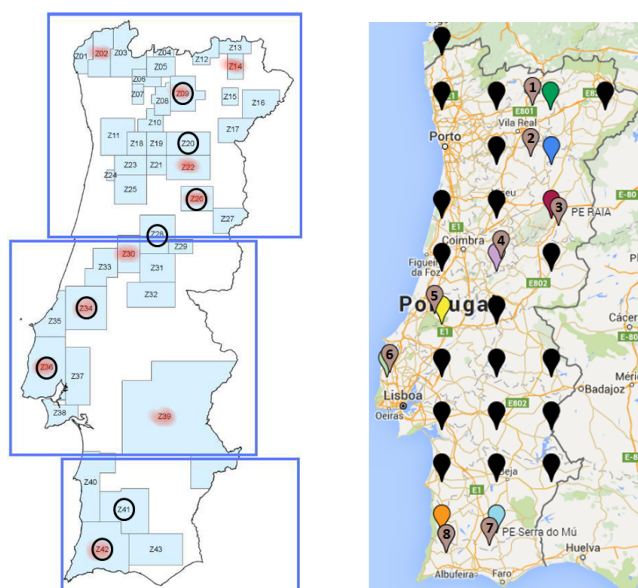 Z01
Z02
Z03
Z04
Z05
Z06
Z07
Z08
Z09
Z10
Z11
Z12
Z13
Z14
Z15
Z16
Z17
Z18
Z19
Z20
Z21
Z22
Z23
Z24
Z25
Z26
Z27
Z28
Z29
Z30
Z31
Z32
Z33
Z34
Z35
Z36
Z37
Z38
Z39
Z40
Z41
Z42
Z43
1
E801
Vila Real
Porto
2
3
PE RAIA
E-80
E1
4
Coimbra
Figueira
da Foz
E802
5
Portugal
E1
Cáceres
6
Lisboa
Oeiras
E802
Badajoz
Beja
E1
7
PE Serra do Mú
8
Huelva
Albufeira
Faro